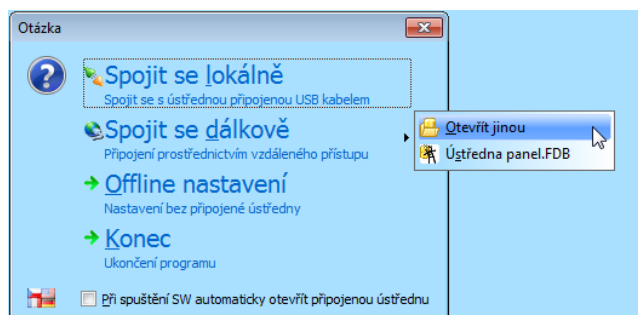 Otázka
Spojit se lokálně
Spojit se s ústřednou připojenou USB kabelem
Spojit se dálkově
Připojení prostřednictvím vzdáleného přístupu
Otevřít jinou
Ústředna panel.FDB
Offline nastavení
Nastavení bez připojené ústředny
Konec
Ukončení programu
Při spuštění SW automaticky otevřít připojenou ústřednu